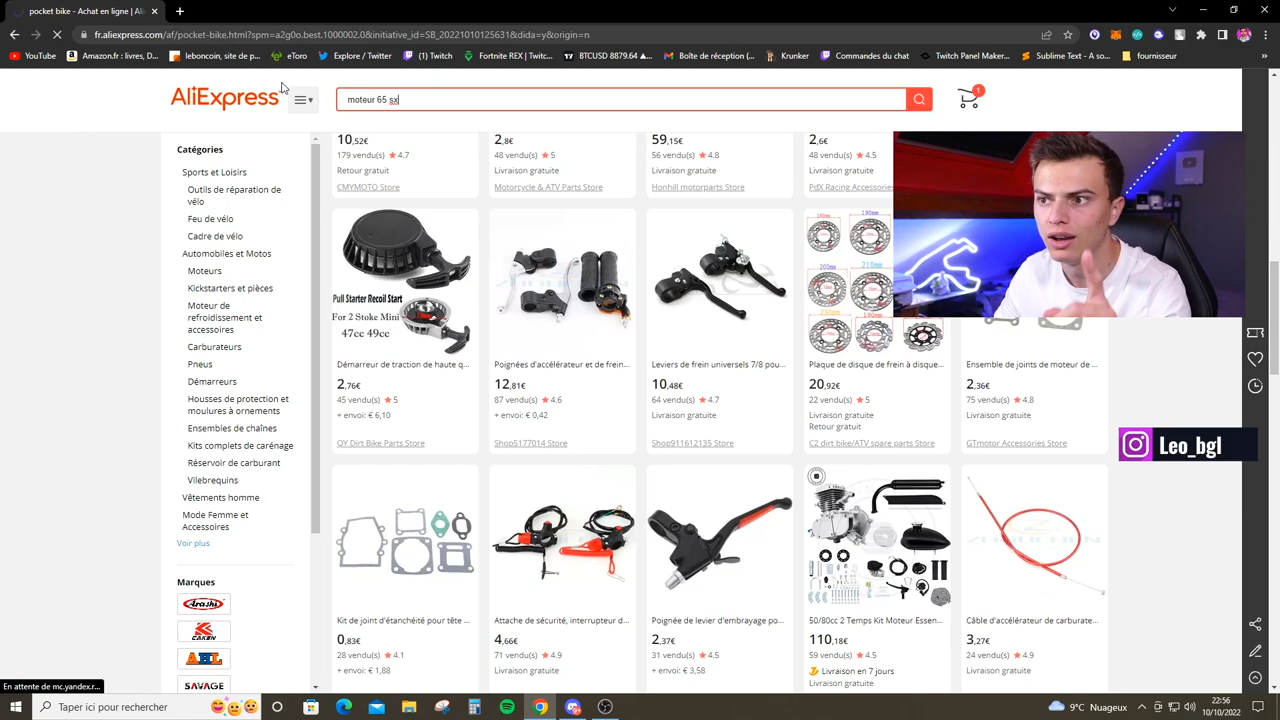 pocket bike - Achat en ligne | Ali
fr.aliexpress.com/af/pocket-bike.html?spm=a2g0o.best.1000002.0&initiative_id=SB_20221010125631&dida=y&origin=n
YouTube
Amazon.fr : livres, D...
leboncoin, site de p...
eToro
Explore / Twitter
Fortnite REX | Twitc...
BTCUSD 8879.64 ▲...
Boîte de réception (...
Krunker
Commandes du chat
Twitch Panel Maker...
Sublime Text - A so...
fournisseur
AliExpress
moteur 65 sx
1
Catégories
Sports et Loisirs
Outils de réparation de
vélo
Feu de vélo
Cadre de vélo
Automobiles et Motos
Moteurs
Kickstarters et pièces
Moteur de
refroidissement et
accessoires
Carburateurs
Pneus
Démarreurs
Housses de protection et
moulures à ornements
Ensembles de chaînes
Kits complets de carénage
Réservoir de carburant
Vilebrequins
Vêtements homme
Mode Femme et
Accessoires
Voir plus
Marques
Arashi
CAKEN
AHL
SAVAGE
10,52€
179 vendu(s) ★ 4.7
Retour gratuit
CMYMOTO Store
2,8€
48 vendu(s) ★ 5
Livraison gratuite
Motorcycle & ATV Parts Store
59,15€
56 vendu(s) ★ 4.8
Livraison gratuite
Honhill motorparts Store
2,6€
48 vendu(s) ★ 4.5
Livraison gratuite
PdX Racing Accessories
Pull Starter Recoil Start
For 2 Stoke Mini
47cc 49cc
Démarreur de traction de haute q...
2,76€
45 vendu(s) ★ 5
+ envoi: € 6,10
QY Dirt Bike Parts Store
Poignées d'accélérateur et de frein...
12,81€
87 vendu(s) ★ 4.6
+ envoi: € 0,42
Shop5177014 Store
Leviers de frein universels 7/8 pou...
10,48€
64 vendu(s) ★ 4.7
Livraison gratuite
Shop911612135 Store
160mm
190mm
200mm
210mm
220mm
190mm
Plaque de disque de frein à disque...
20,92€
22 vendu(s) ★ 5
Livraison gratuite
Retour gratuit
C2 dirt bike/ATV spare parts Store
Ensemble de joints de moteur de ...
2,36€
75 vendu(s) ★ 4.8
Livraison gratuite
GTmotor Accessories Store
Leo_bgl
Kit de joint d'étanchéité pour tête ...
0,83€
28 vendu(s) ★ 4.1
+ envoi: € 1,88
Attache de sécurité, interrupteur d...
4,66€
71 vendu(s) ★ 4.9
Livraison gratuite
Poignée de levier d'embrayage po...
2,37€
31 vendu(s) ★ 4.5
+ envoi: € 3,58
50/80cc 2 Temps Kit Moteur Essen...
110,18€
59 vendu(s) ★ 4.5
Livraison en 7 jours
Livraison gratuite
Câble d'accélérateur de carburate...
3,27€
24 vendu(s) ★ 4.9
Livraison gratuite
En attente de mc.yandex.r...
Taper ici pour rechercher
9°C Nuageux
22:56
10/10/2022